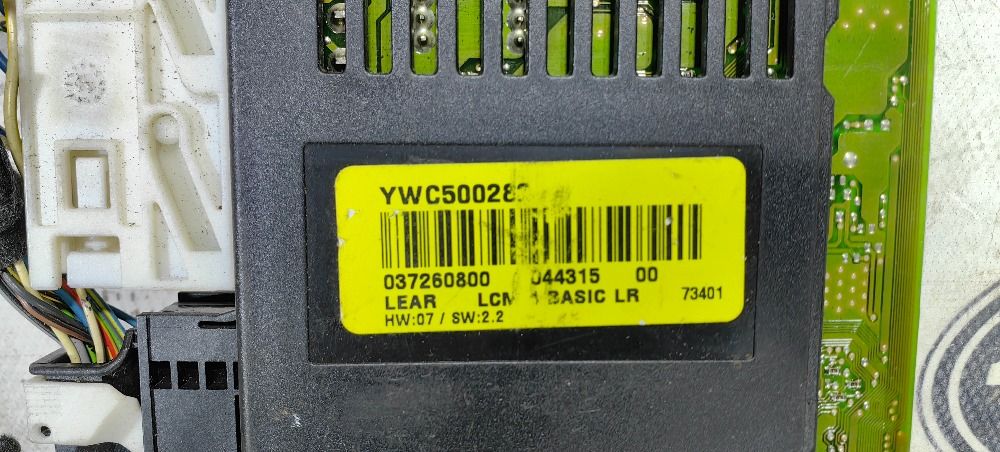 YWC50028
037260800 044315 00
LEAR LCM BASIC LR 73401
HW:07 / SW:2.2